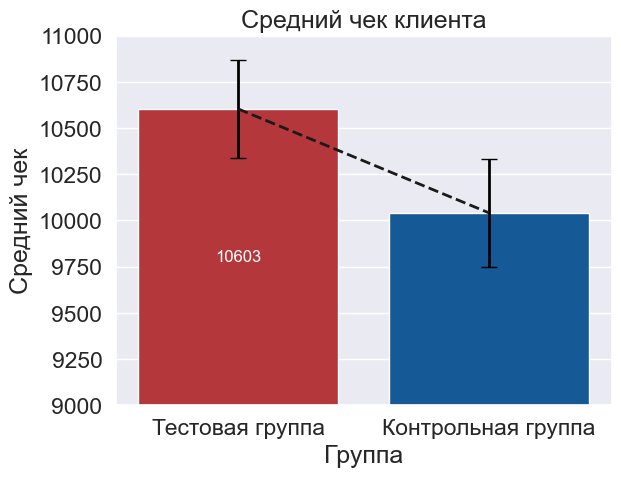 Средний чек клиента
Средний чек
11000
10750
10500
10250
10000
9750
9500
9250
9000
10603
Тестовая группа
Контрольная группа
Группа